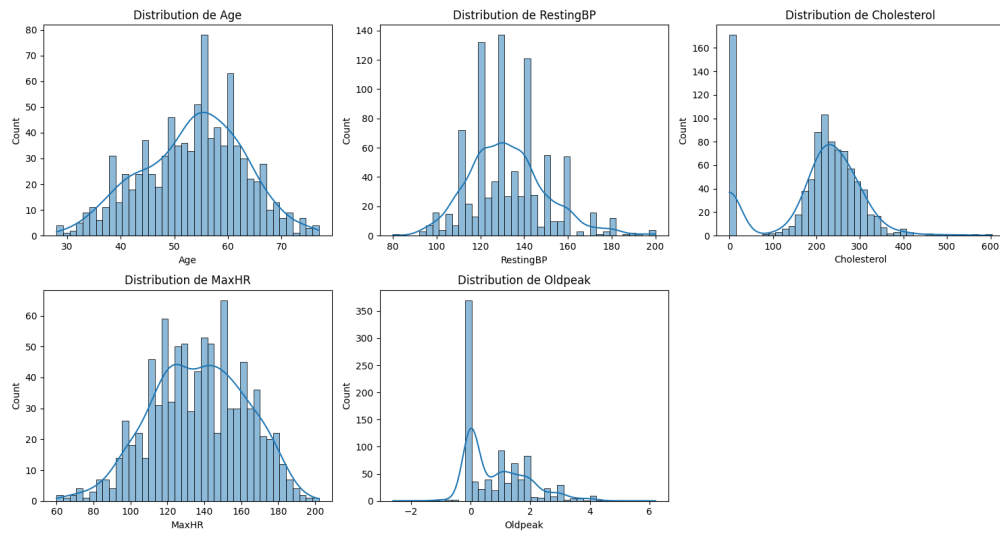 Distribution de Age
80
70
60
50
40
30
20
10
0
Count
30 40 50 60 70
Age
Distribution de RestingBP
140
120
100
80
60
40
20
0
Count
80 100 120 140 160 180 200
RestingBP
Distribution de Cholesterol
160
140
120
100
80
60
40
20
0
Count
0 100 200 300 400 500 600
Cholesterol
Distribution de MaxHR
60
50
40
30
20
10
0
Count
60 80 100 120 140 160 180 200
MaxHR
Distribution de Oldpeak
350
300
250
200
150
100
50
0
Count
−2 0 2 4 6
Oldpeak